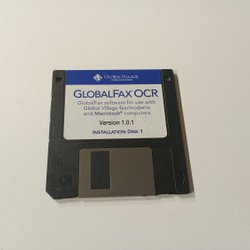 GLOBAL VILLAGE
COMMUNICATION
GLOBALFAX OCR
GlobalFax software for use with
Global Village fax/modems
and Macintosh® computers
Version 1.0.1
INSTALLATION DISK 1